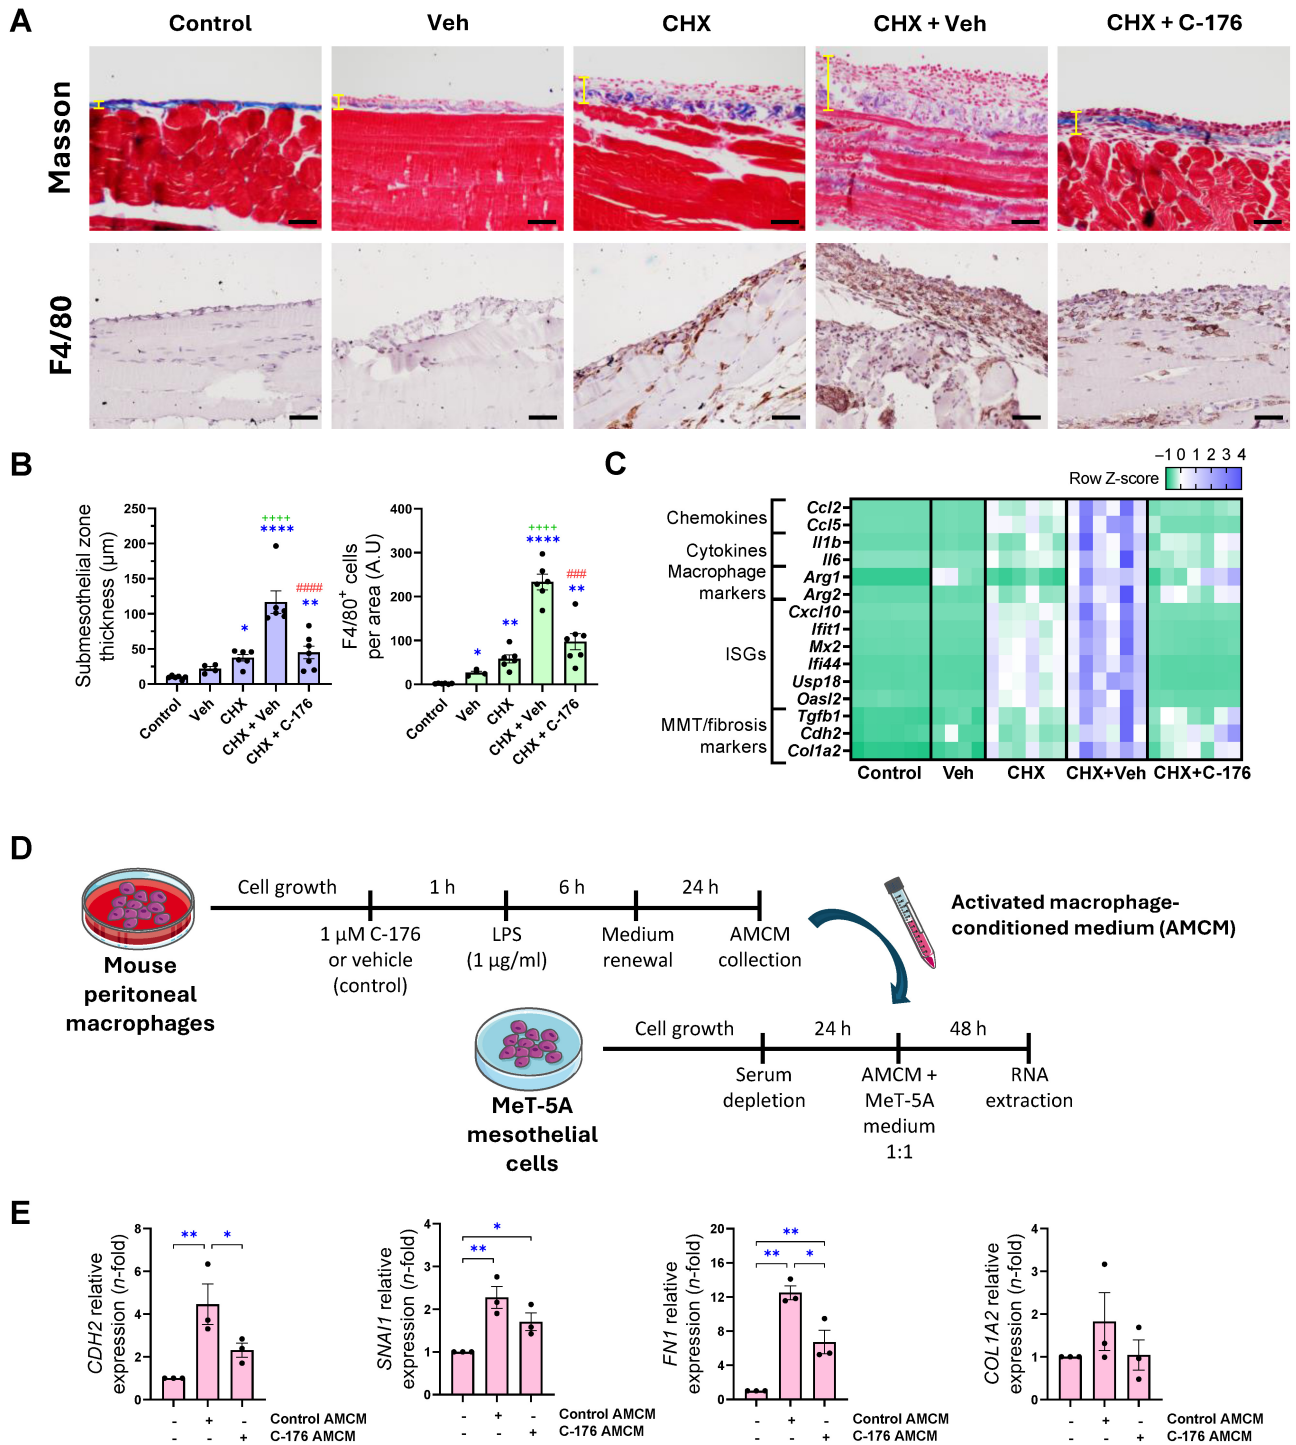 A
Control
Veh
CHX
CHX + Veh
CHX + C-176
Masson
F4/80
B
Submesothelial zone
thickness (µm)
250
200
150
100
50
0
*
****
++++
**
####
Control
Veh
CHX
CHX + Veh
CHX + C-176
F4/80+ cells
per area (A.U)
400
300
200
100
0
*
**
****
++++
**
###
Control
Veh
CHX
CHX + Veh
CHX + C-176
C
Row Z-score
–1 0 1 2 3 4
Chemokines
Cytokines
Macrophage
markers
ISGs
MMT/fibrosis
markers
Ccl2
Ccl5
Il1b
Il6
Arg1
Arg2
Cxcl10
Ifit1
Mx2
Ifi44
Usp18
Oasl2
Tgfb1
Cdh2
Col1a2
Control
Veh
CHX
CHX+Veh
CHX+C-176
D
Mouse
peritoneal
macrophages
Cell growth
1 h
6 h
24 h
1 µM C-176
or vehicle
(control)
LPS
(1 µg/ml)
Medium
renewal
AMCM
collection
Activated macrophage-
conditioned medium (AMCM)
MeT-5A
mesothelial
cells
Cell growth
24 h
48 h
Serum
depletion
AMCM +
MeT-5A
medium
1:1
RNA
extraction
E
CDH2 relative
expression (n-fold)
8
6
4
2
0
**
*
- + - Control AMCM
- - + C-176 AMCM
SNAI1 relative
expression (n-fold)
4
3
2
1
0
*
**
- + - Control AMCM
- - + C-176 AMCM
FN1 relative
expression (n-fold)
20
16
12
8
4
0
**
**
*
- + - Control AMCM
- - + C-176 AMCM
COL1A2 relative
expression (n-fold)
4
3
2
1
0
- + - Control AMCM
- - + C-176 AMCM